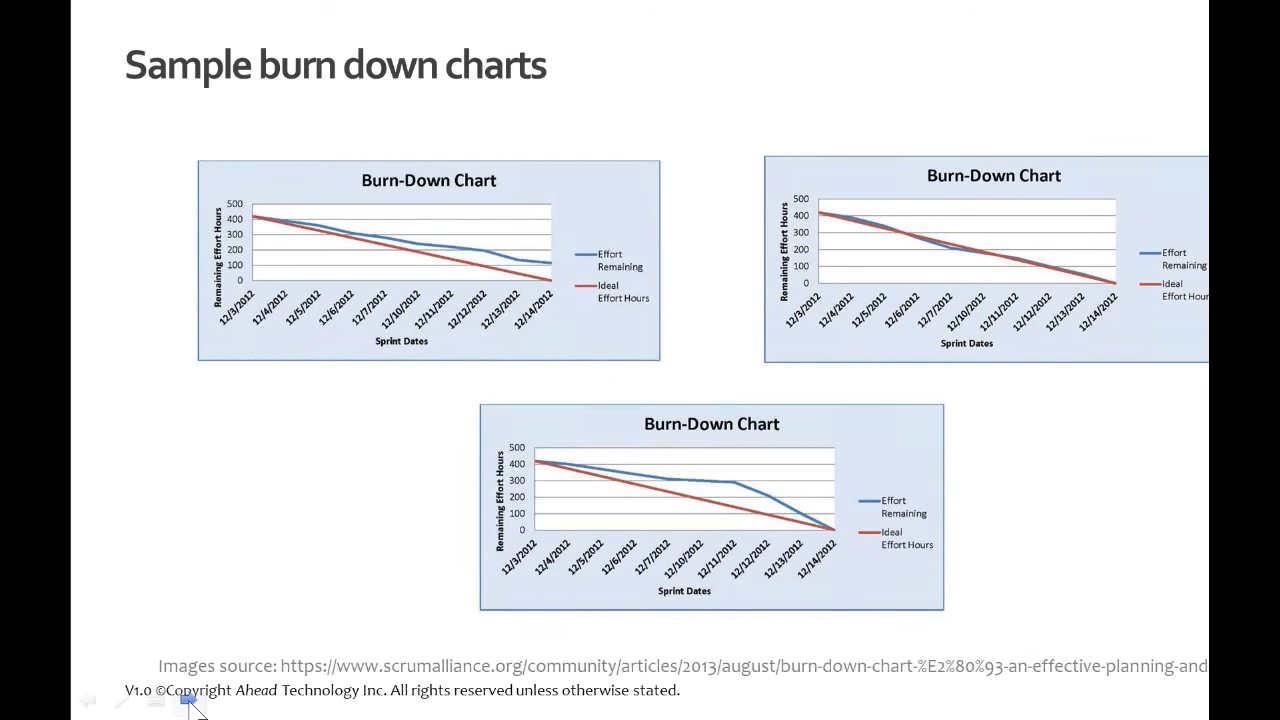 Sample burn down charts
Burn-Down Chart
Remaining Effort Hours
500
400
300
200
100
0
12/3/2012
12/4/2012
12/5/2012
12/6/2012
12/7/2012
12/10/2012
12/11/2012
12/12/2012
12/13/2012
12/14/2012
Sprint Dates
Effort
Remaining
Ideal
Effort Hours
Burn-Down Chart
Remaining Effort Hours
500
400
300
200
100
0
12/3/2012
12/4/2012
12/5/2012
12/6/2012
12/7/2012
12/10/2012
12/11/2012
12/12/2012
12/13/2012
12/14/2012
Sprint Dates
Effort
Remaining
Ideal
Effort Hour
Burn-Down Chart
Remaining Effort Hours
500
400
300
200
100
0
12/3/2012
12/4/2012
12/5/2012
12/6/2012
12/7/2012
12/10/2012
12/11/2012
12/12/2012
12/13/2012
12/14/2012
Sprint Dates
Effort
Remaining
Ideal
Effort Hours
Images source: https://www.scrumalliance.org/community/articles/2013/august/burn-down-chart-%E2%80%93-an-effective-planning-and
V1.0 ©Copyright Ahead Technology Inc. All rights reserved unless otherwise stated.